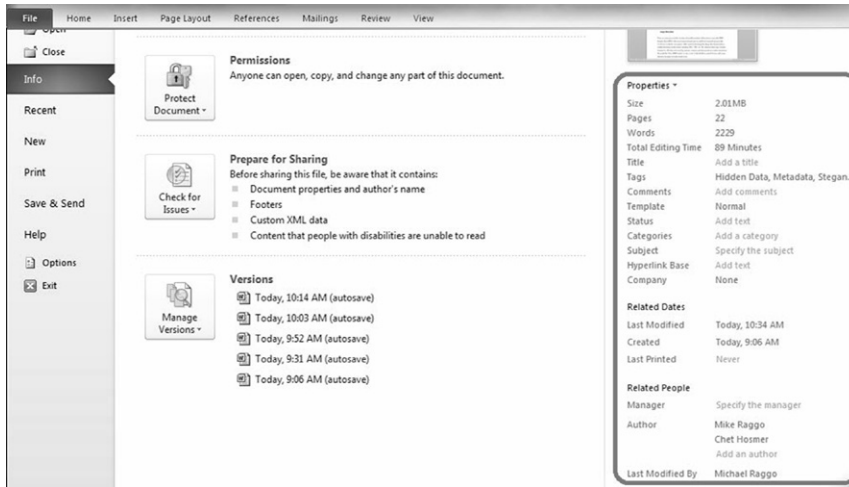 File Home Insert Page Layout References Mailings Review View
Open
Close
Info
Recent
New
Print
Save & Send
Help
Options
Exit
Protect
Document
Permissions
Anyone can open, copy, and change any part of this document.
Check for
Issues
Prepare for Sharing
Before sharing this file, be aware that it contains:
Document properties and author's name
Footers
Custom XML data
Content that people with disabilities are unable to read
Manage
Versions
Versions
Today, 10:14 AM (autosave)
Today, 10:03 AM (autosave)
Today, 9:52 AM (autosave)
Today, 9:31 AM (autosave)
Today, 9:06 AM (autosave)
Properties
Size 2.01MB
Pages 22
Words 2229
Total Editing Time 89 Minutes
Title Add a title
Tags Hidden Data, Metadata, Stegan.
Comments Add comments
Template Normal
Status Add text
Categories Add a category
Subject Specify the subject
Hyperlink Base Add text
Company None
Related Dates
Last Modified Today, 10:34 AM
Created Today, 9:06 AM
Last Printed Never
Related People
Manager Specify the manager
Author Mike Raggo
Chet Hosmer
Add an author
Last Modified By Michael Raggo